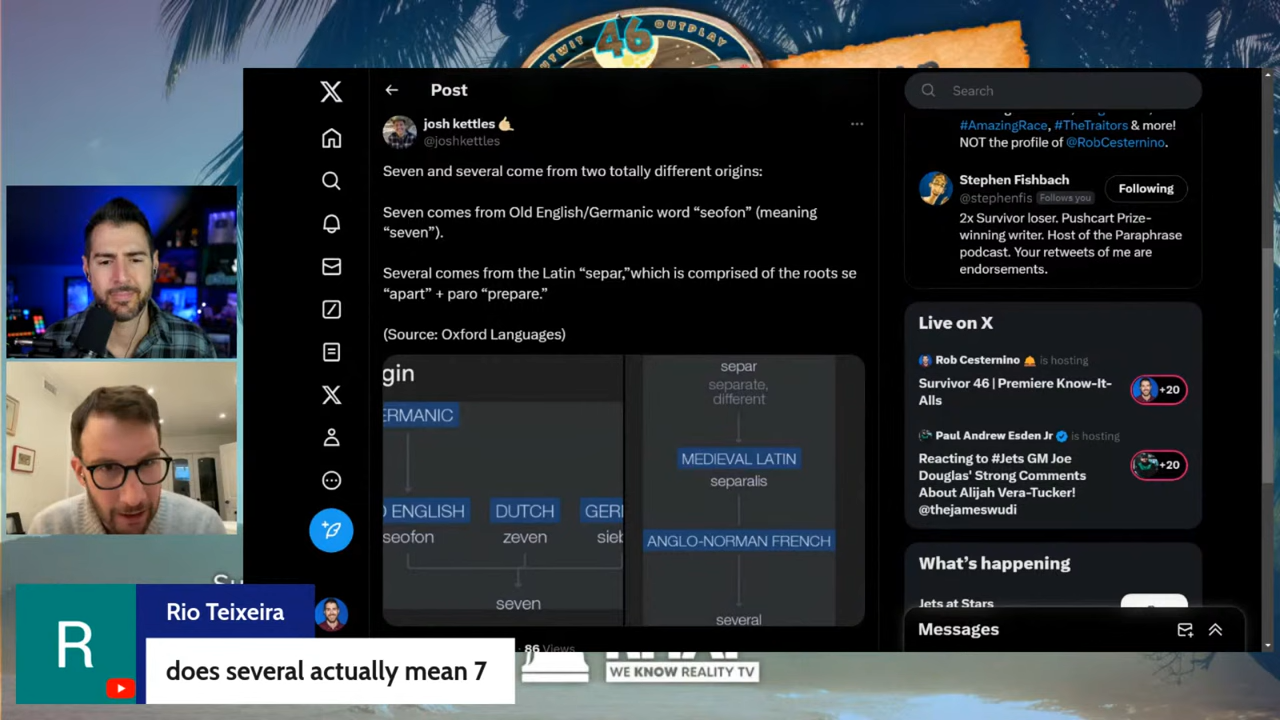 OUTWIT 46 OUTPLAY
Post
Search
josh kettles
@joshkettles
Seven and several come from two totally different origins:
Seven comes from Old English/Germanic word “seofon” (meaning
“seven”).
Several comes from the Latin “separ,”which is comprised of the roots se
“apart” + paro “prepare.”
(Source: Oxford Languages)
gin
ERMANIC
ENGLISH
DUTCH
GER
seofon
zeven
sieb
seven
separ
separate,
different
MEDIEVAL LATIN
separalis
ANGLO-NORMAN FRENCH
several
86 Views
#AmazingRace, #TheTraitors & more!
NOT the profile of @RobCesternino.
Stephen Fishbach
@stephenfis Follows you
Following
2x Survivor loser. Pushcart Prize-
winning writer. Host of the Paraphrase
podcast. Your retweets of me are
endorsements.
Live on X
Rob Cesternino is hosting
Survivor 46 | Premiere Know-It-
Alls
+20
Paul Andrew Esden Jr is hosting
Reacting to #Jets GM Joe
Douglas' Strong Comments
About Alijah Vera-Tucker!
@thejameswudi
+20
What's happening
Jets at Stars
Messages
R
Rio Teixeira
does several actually mean 7
WE KNOW REALITY TV